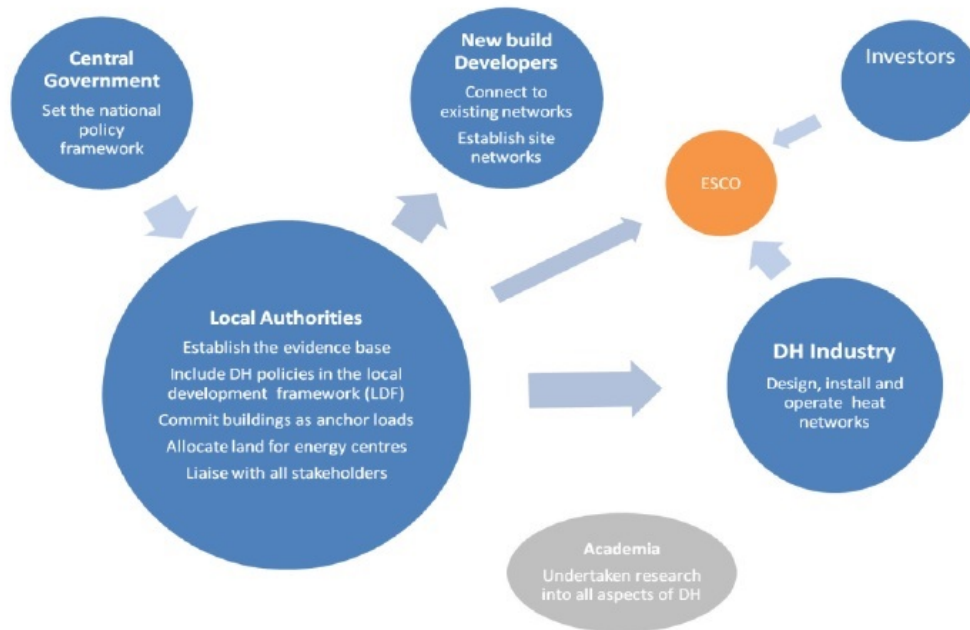 Central
Government
Set the national
policy
framework
New build
Developers
Connect to
existing networks
Establish site
networks
Investors
ESCO
Local Authorities
Establish the evidence base
Include DH policies in the local
development framework (LDF)
Commit buildings as anchor loads
Allocate land for energy centres
Liaise with all stakeholders
DH Industry
Design, install and
operate heat
networks
Academia
Undertaken research
into all aspects of DH